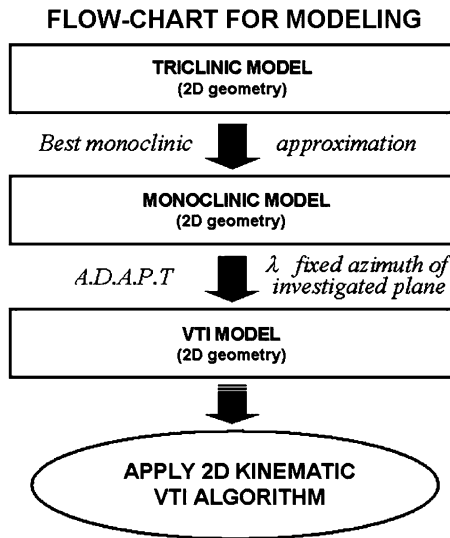 FLOW-CHART FOR MODELING
TRICLINIC MODEL
(2D geometry)
Best monoclinic approximation
MONOCLINIC MODEL
(2D geometry)
A.D.A.P.T
λ fixed azimuth of
investigated plane
VTI MODEL
(2D geometry)
APPLY 2D KINEMATIC
VTI ALGORITHM